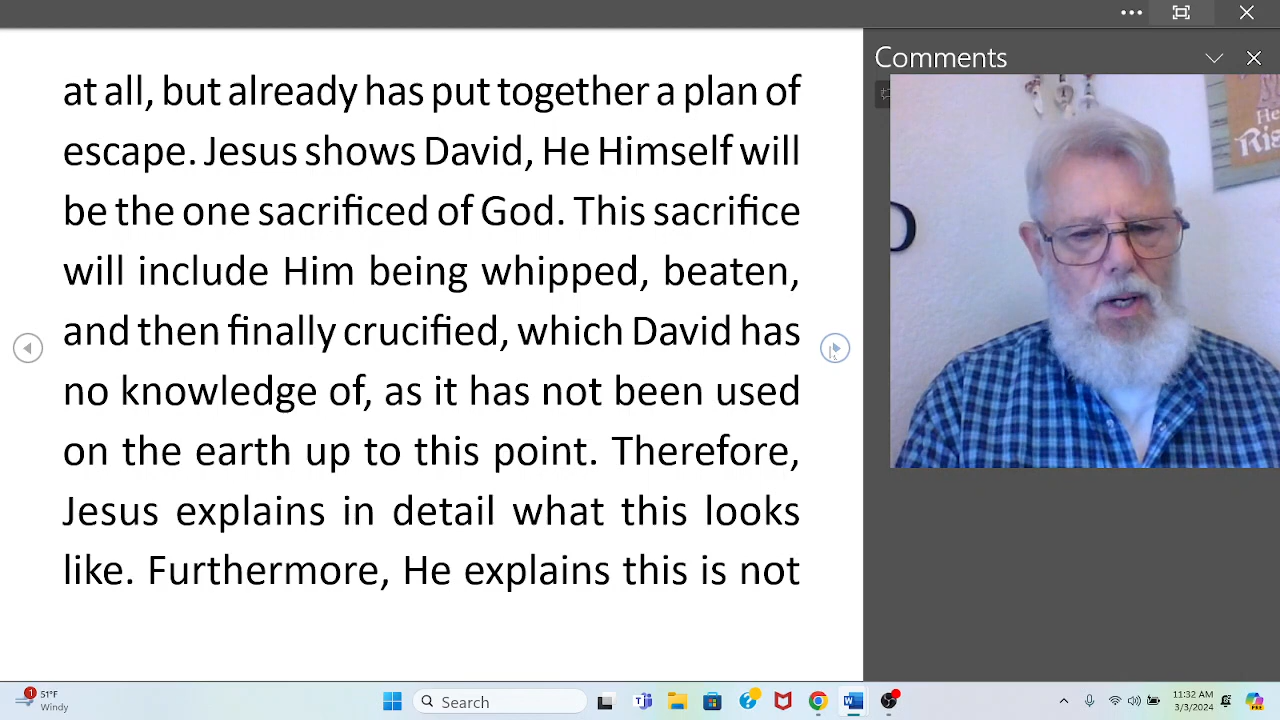 Comments
at all, but already has put together a plan of
escape. Jesus shows David, He Himself will
be the one sacrificed of God. This sacrifice
will include Him being whipped, beaten,
and then finally crucified, which David has
no knowledge of, as it has not been used
on the earth up to this point. Therefore,
Jesus explains in detail what this looks
like. Furthermore, He explains this is not
He
D
1
51°F
Windy
Search
11:32 AM
3/3/2024